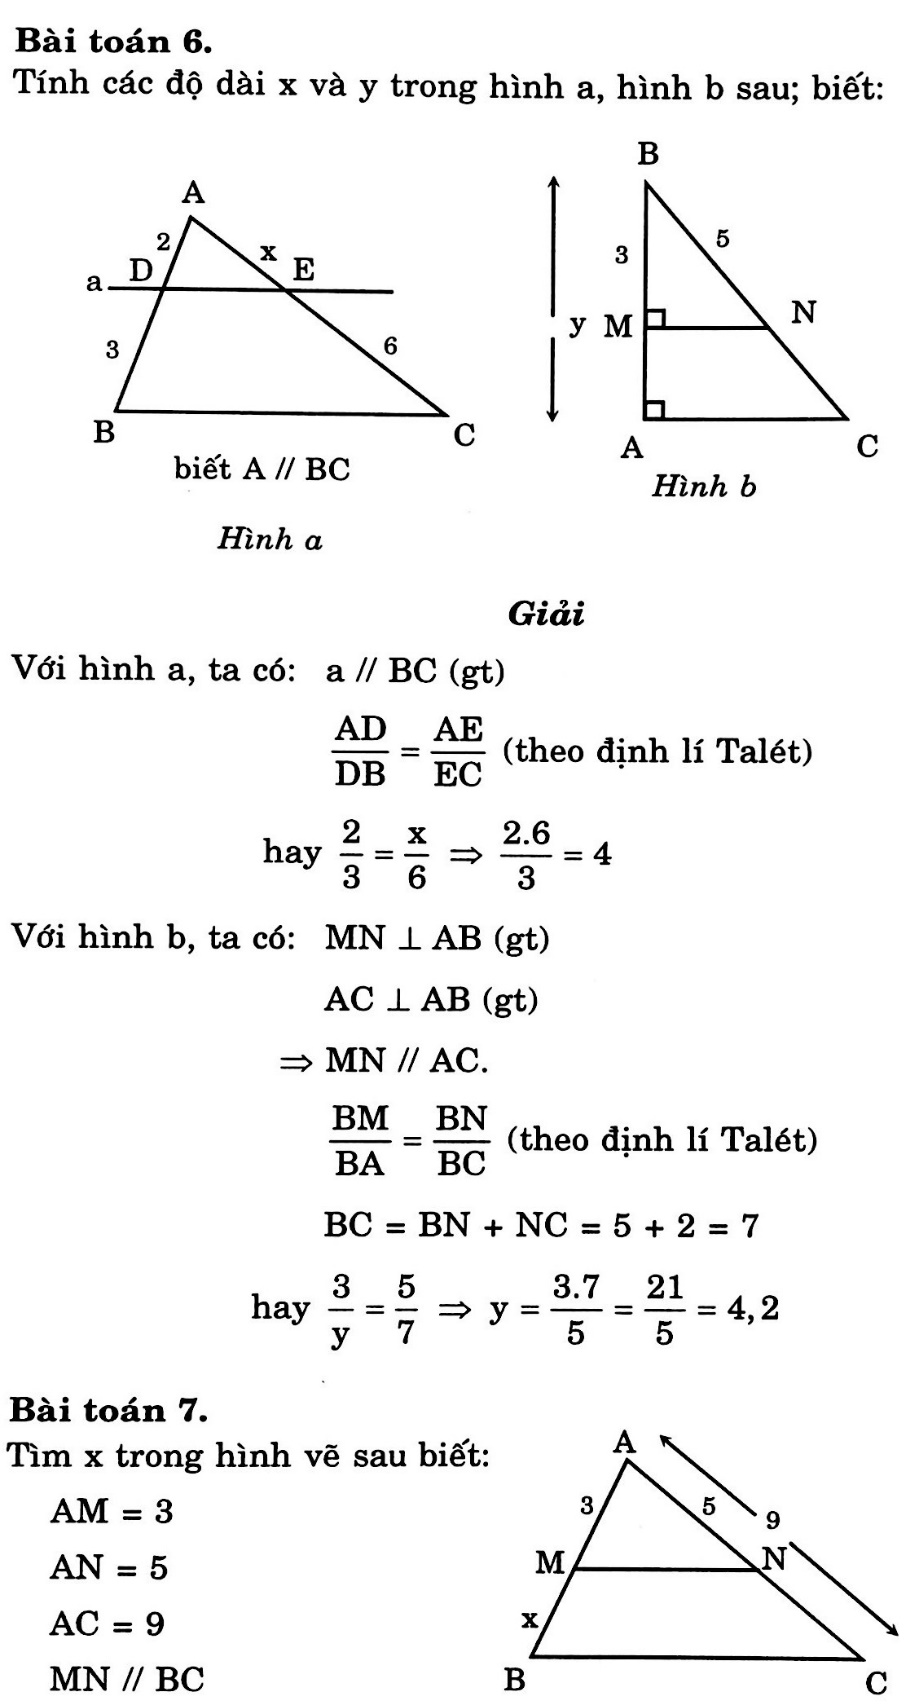 Bài toán 6.
Tính các độ dài x và y trong hình a, hình b sau; biết:
A
2
x
D
E
a
3
6
B
C
biết A // BC
Hình a
B
3
5
y
M
N
A
C
Hình b
Giải
Với hình a, ta có: a // BC (gt)
AD/DB = AE/EC (theo định lí Talét)
hay 2/3 = x/6 ⇒ 2.6/3 = 4
Với hình b, ta có: MN ⊥ AB (gt)
AC ⊥ AB (gt)
⇒ MN // AC.
BM/BA = BN/BC (theo định lí Talét)
BC = BN + NC = 5 + 2 = 7
hay 3/y = 5/7 ⇒ y = 3.7/5 = 21/5 = 4,2
Bài toán 7.
Tìm x trong hình vẽ sau biết:
AM = 3
AN = 5
AC = 9
MN // BC
A
3
5
9
M
N
x
B
C